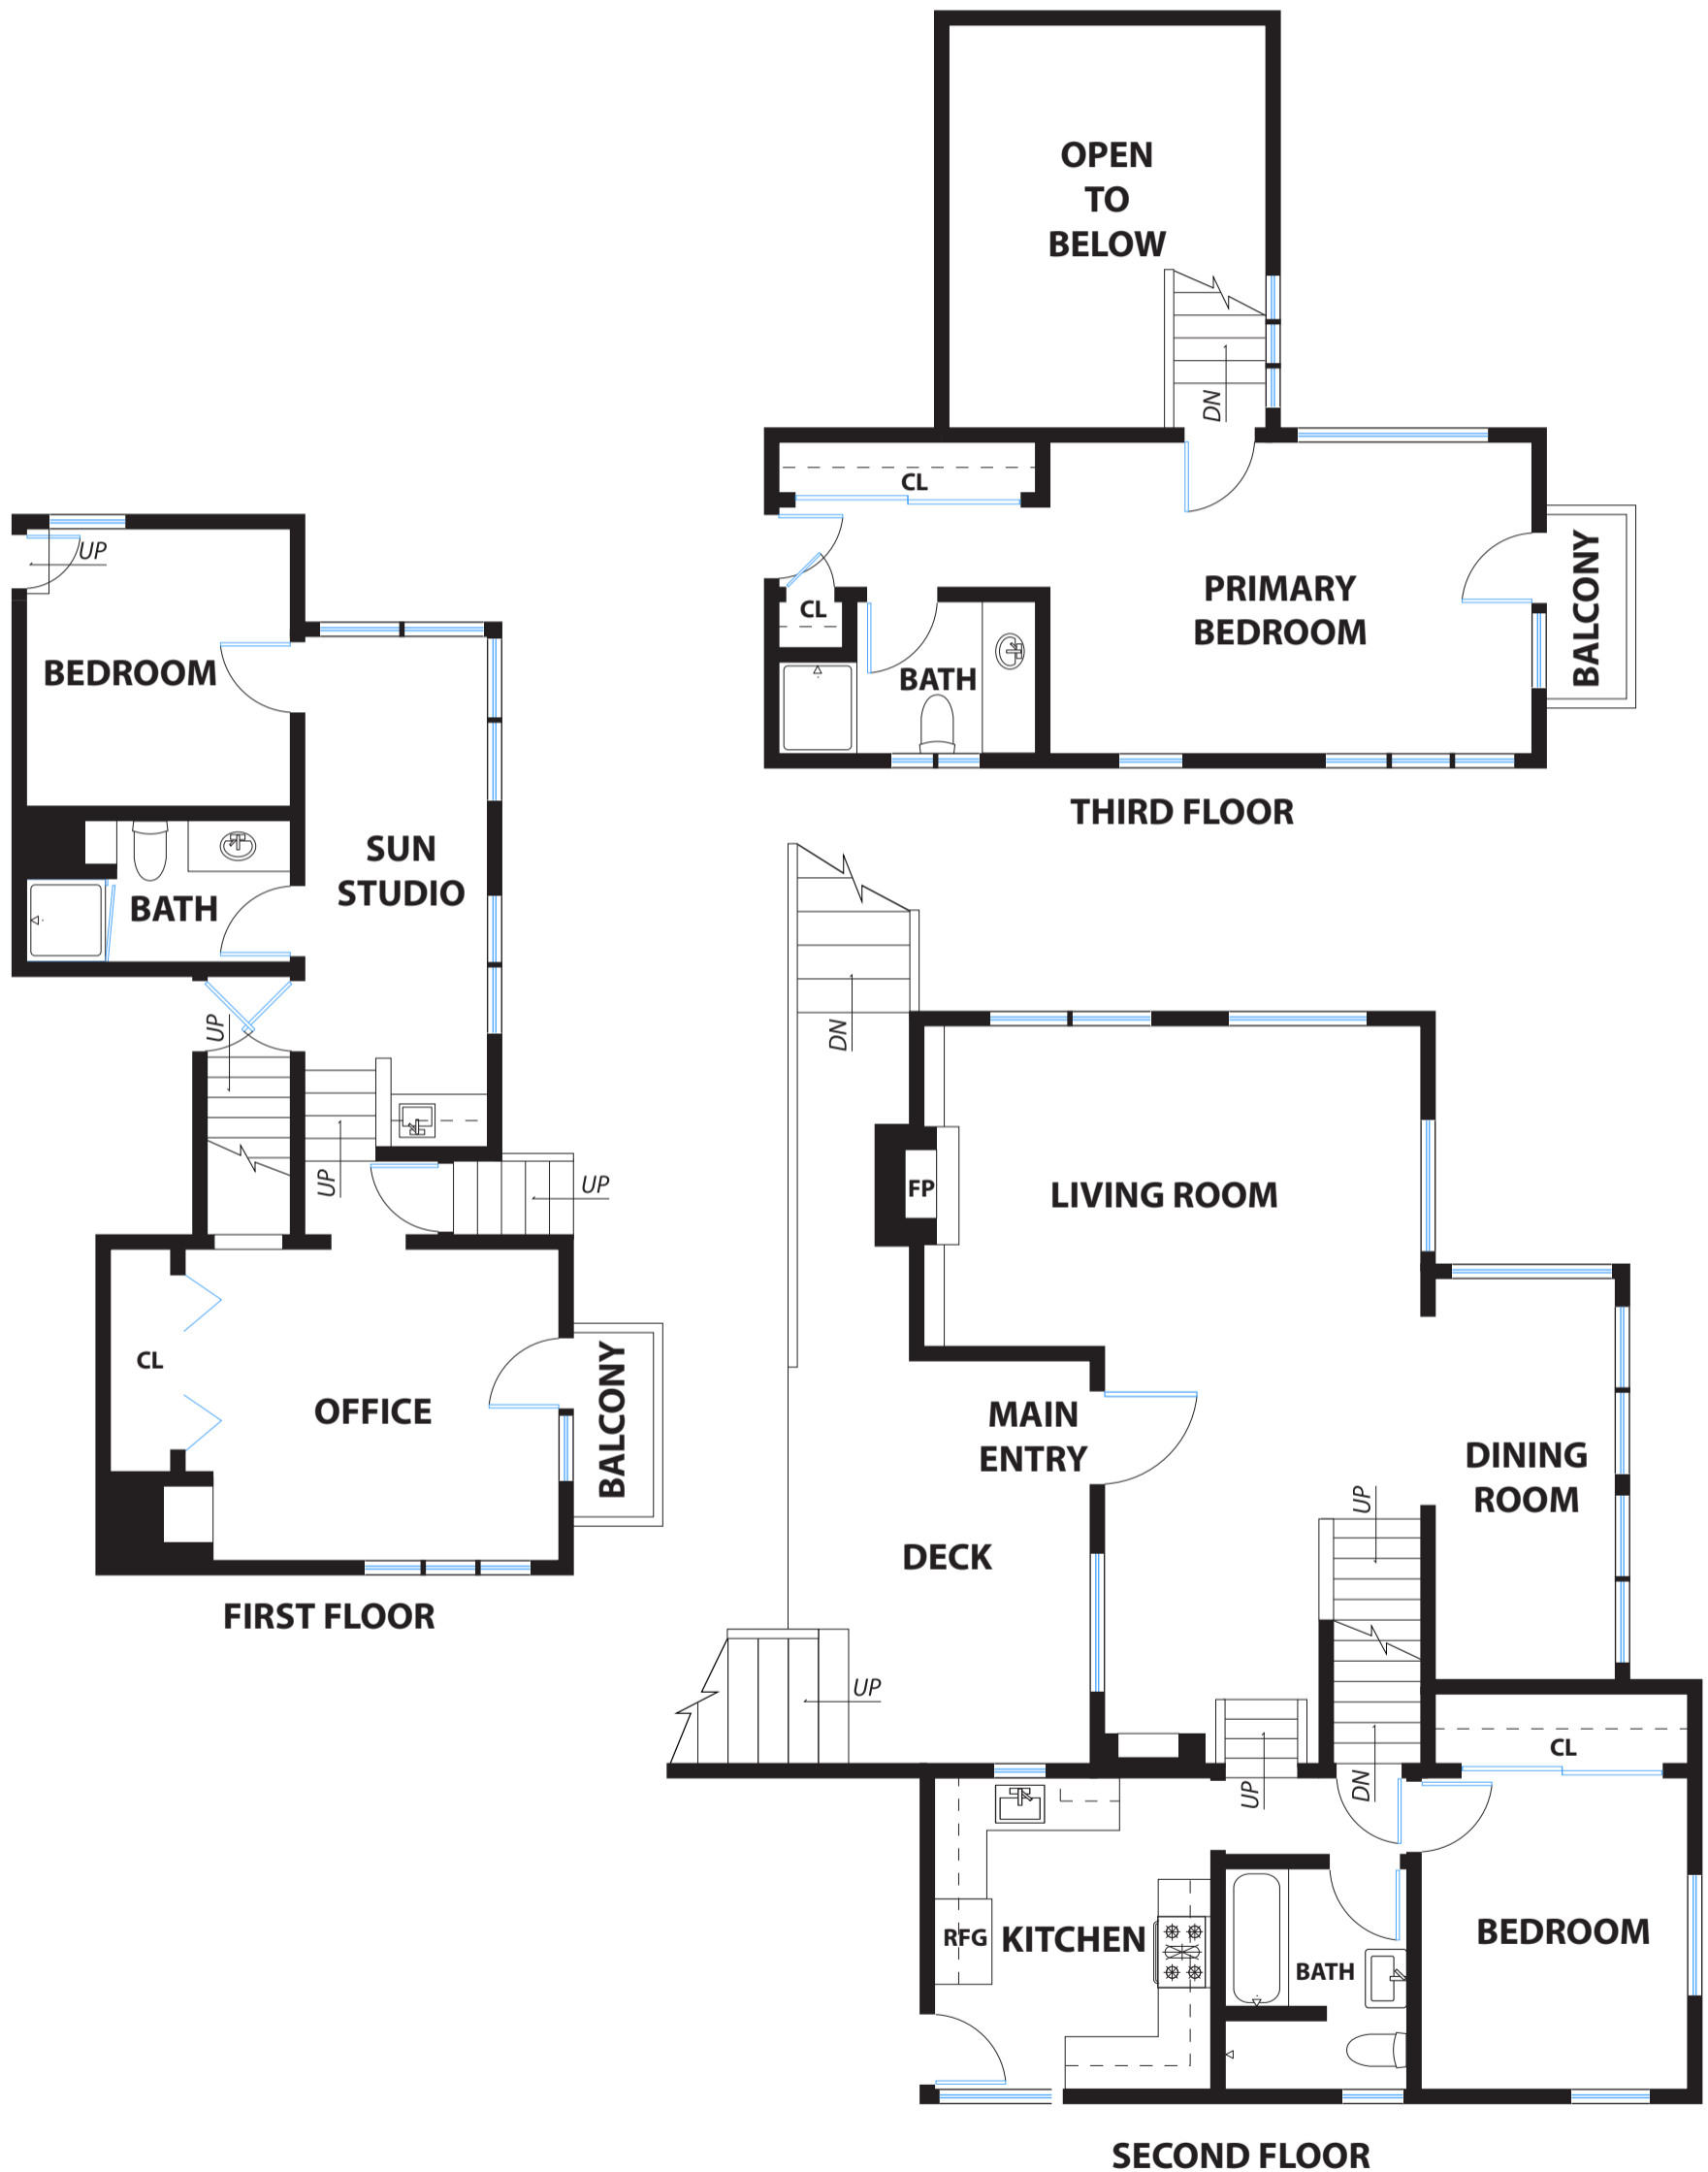 OPEN
TO
BELOW
DN
CL
CL
PRIMARY
BEDROOM
BALCONY
BATH
THIRD FLOOR
UP
BEDROOM
SUN
STUDIO
BATH
UP
UP
UP
CL
OFFICE
BALCONY
FIRST FLOOR
DN
FP
LIVING ROOM
MAIN
ENTRY
DINING
ROOM
UP
DECK
UP
CL
UP
DN
RFG
KITCHEN
BATH
BEDROOM
SECOND FLOOR